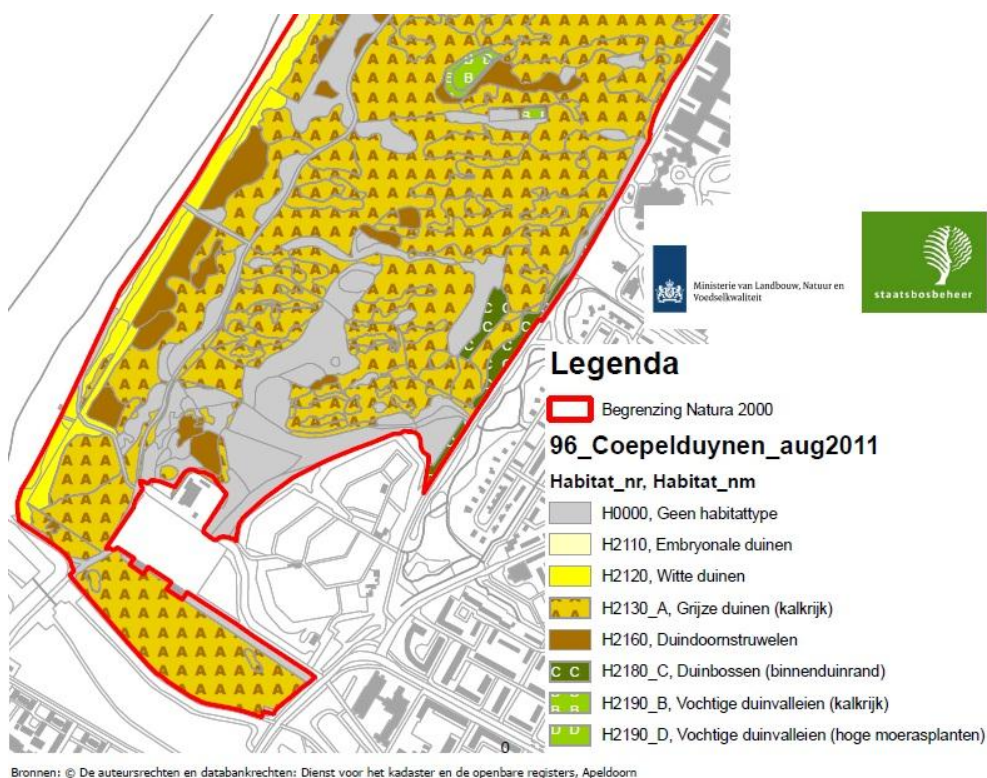 Ministerie van Landbouw, Natuur en
Voedselkwaliteit
staatsbosbeheer
Legenda
Begrenzing Natura 2000
96_Coepelduynen_aug2011
Habitat_nr, Habitat_nm
H0000, Geen habitattype
H2110, Embryonale duinen
H2120, Witte duinen
A A H2130_A, Grijze duinen (kalkrijk)
H2160, Duindoornstruwelen
C C H2180_C, Duinbossen (binnenduinrand)
B B H2190_B, Vochtige duinvalleien (kalkrijk)
D D H2190_D, Vochtige duinvalleien (hoge moerasplanten)
0
Bronnen: © De auteursrechten en databankrechten: Dienst voor het kadaster en de openbare registers, Apeldoorn